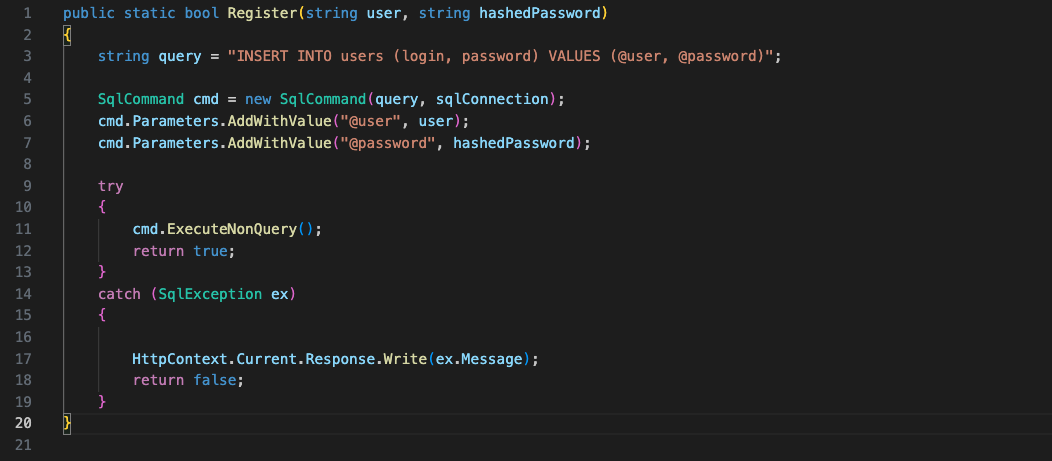 1 public static bool Register(string user, string hashedPassword)
2 {
3     string query = "INSERT INTO users (login, password) VALUES (@user, @password)";
4
5     SqlCommand cmd = new SqlCommand(query, sqlConnection);
6     cmd.Parameters.AddWithValue("@user", user);
7     cmd.Parameters.AddWithValue("@password", hashedPassword);
8
9     try
10     {
11         cmd.ExecuteNonQuery();
12         return true;
13     }
14     catch (SqlException ex)
15     {
16
17         HttpContext.Current.Response.Write(ex.Message);
18         return false;
19     }
20 }
21